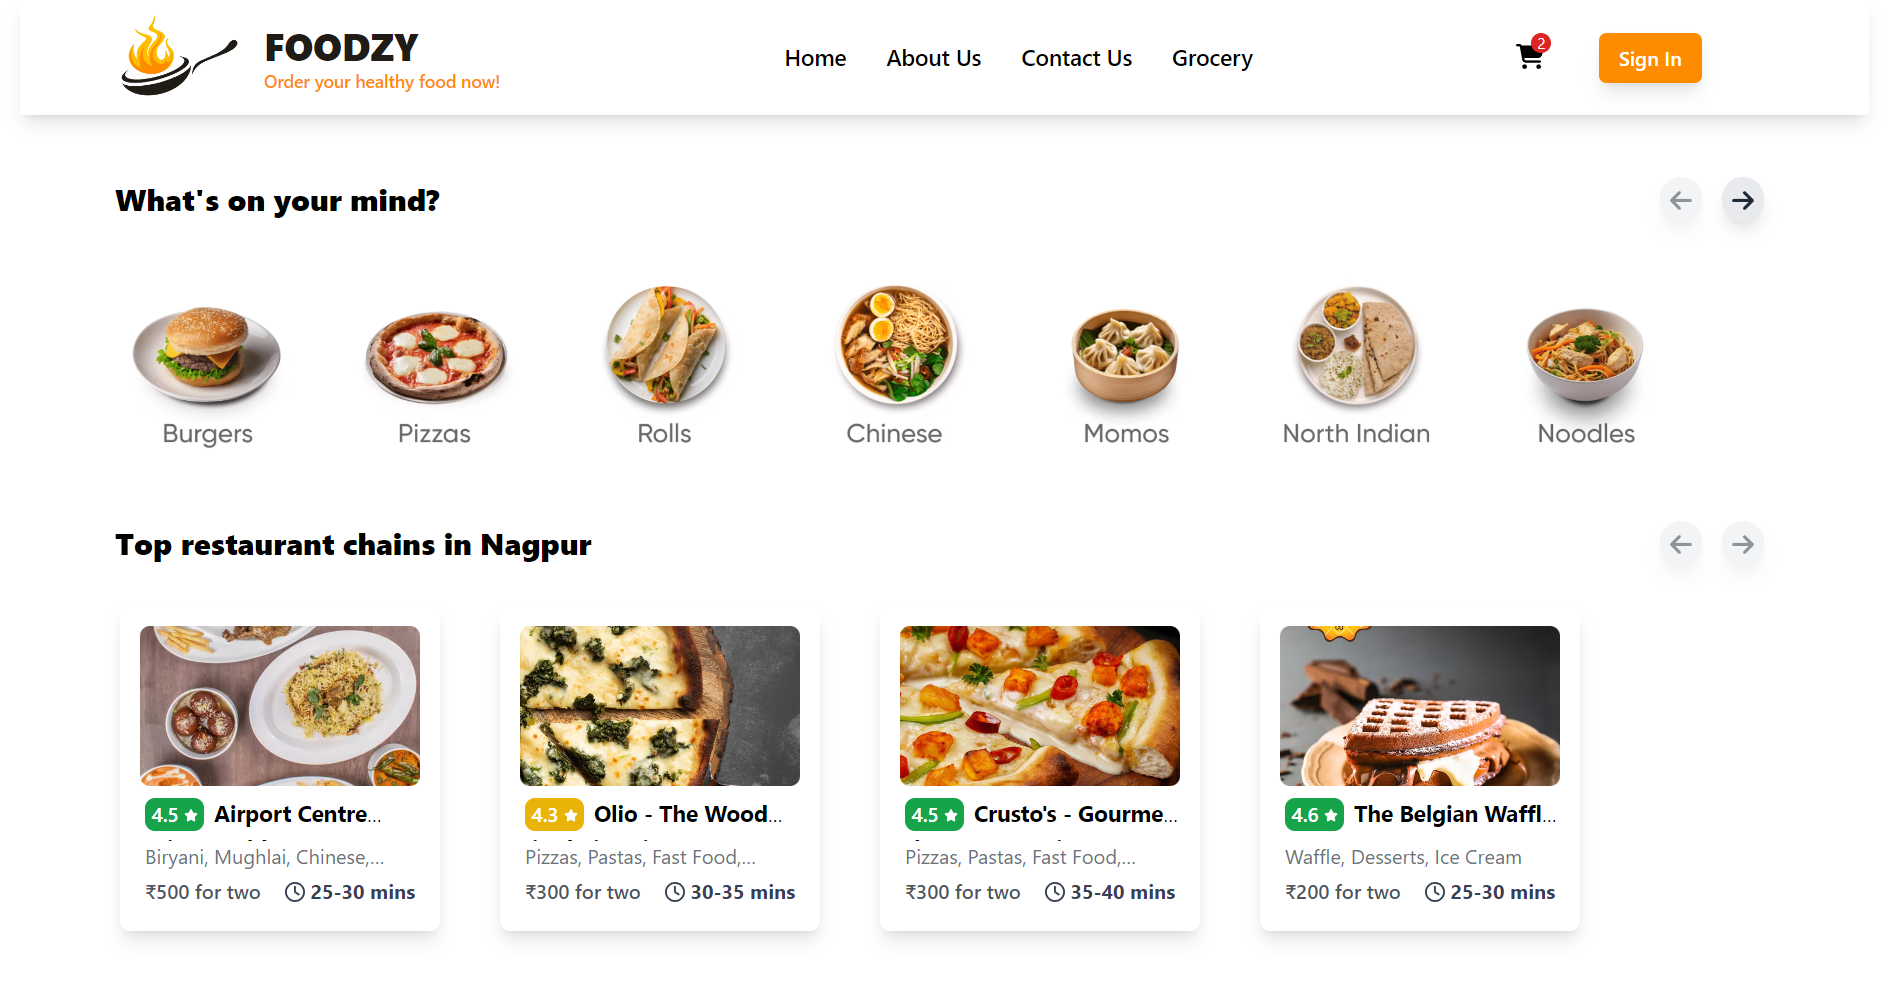 FOODZY
Order your healthy food now!
Home About Us Contact Us Grocery
2
Sign In
What's on your mind?
Burgers Pizzas Rolls Chinese Momos North Indian Noodles
Top restaurant chains in Nagpur
4.5 Airport Centre...
Biryani, Mughlai, Chinese,...
₹500 for two 25-30 mins
4.3 Olio - The Wood...
Pizzas, Pastas, Fast Food,...
₹300 for two 30-35 mins
4.5 Crusto's - Gourme...
Pizzas, Pastas, Fast Food,...
₹300 for two 35-40 mins
4.6 The Belgian Waffl...
Waffle, Desserts, Ice Cream
₹200 for two 25-30 mins